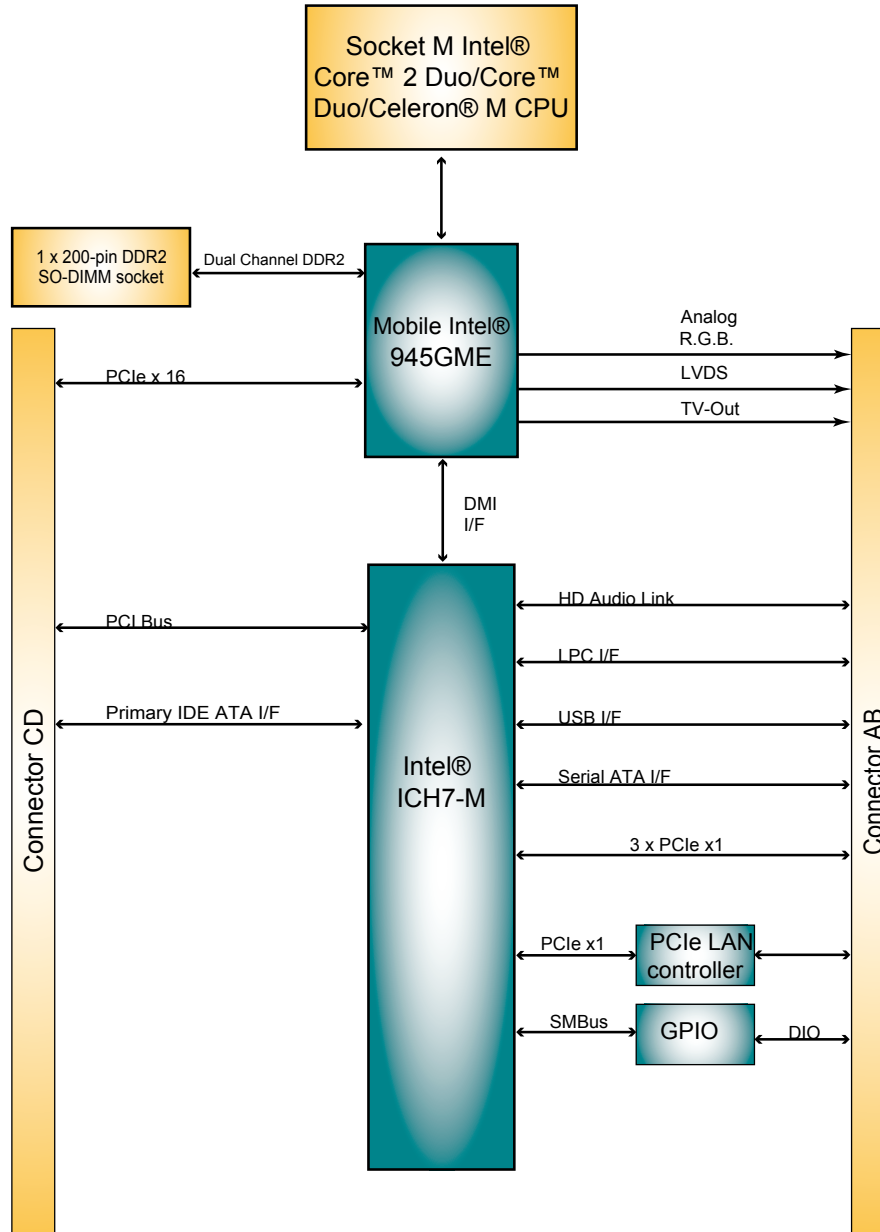 Socket M Intel®
Core™ 2 Duo/Core™
Duo/Celeron® M CPU
1 x 200-pin DDR2
SO-DIMM socket
Dual Channel DDR2
Mobile Intel®
945GME
Analog
R.G.B.
LVDS
TV-Out
PCIe x 16
DMI
I/F
PCI Bus
Primary IDE ATA I/F
Intel®
ICH7-M
HD Audio Link
LPC I/F
USB I/F
Serial ATA I/F
3 x PCIe x1
PCIe x1
PCIe LAN
controller
SMBus
GPIO
DIO
Connector CD
Connector AB